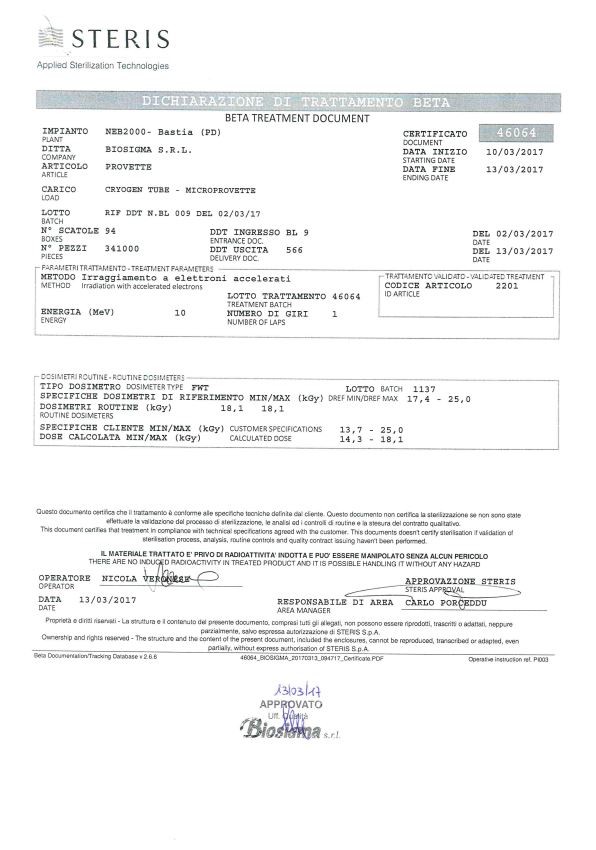 STERIS
Applied Sterilization Technologies
DICHIARAZIONE DI TRATTAMENTO BETA
BETA TREATMENT DOCUMENT
IMPIANTO NEB2000- Bastia (PD)
PLANT
CERTIFICATO 46064
DOCUMENT
DITTA BIOSIGMA S.R.L.
COMPANY
DATA INIZIO 10/03/2017
STARTING DATE
ARTICOLO PROVETTE
ARTICLE
DATA FINE 13/03/2017
ENDING DATE
CARICO CRYOGEN TUBE - MICROPROVETTE
LOAD
LOTTO RIF DDT N.BL 009 DEL 02/03/17
BATCH
N° SCATOLE 94 DDT INGRESSO BL 9 DEL 02/03/2017
BOXES ENTRANCE DOC. DATE
N° PEZZI 341000 DDT USCITA 566 DEL 13/03/2017
PIECES DELIVERY DOC. DATE
PARAMETRI TRATTAMENTO - TREATMENT PARAMETERS
METODO Irraggiamento a elettroni accelerati
METHOD Irradiation with accelerated electrons
TRATTAMENTO VALIDATO - VALIDATED TREATMENT
CODICE ARTICOLO 2201
ID ARTICLE
LOTTO TRATTAMENTO 46064
TREATMENT BATCH
ENERGIA (MeV) 10 NUMERO DI GIRI 1
ENERGY NUMBER OF LAPS
DOSIMETRI ROUTINE - ROUTINE DOSIMETERS
TIPO DOSIMETRO DOSIMETER TYPE FWT LOTTO BATCH 1137
SPECIFICHE DOSIMETRI DI RIFERIMENTO MIN/MAX (kGy) DREF MIN/DREF MAX 17,4 - 25,0
DOSIMETRI ROUTINE (kGy) 18,1 18,1
ROUTINE DOSIMETERS
SPECIFICHE CLIENTE MIN/MAX (kGy) CUSTOMER SPECIFICATIONS 13,7 - 25,0
DOSE CALCOLATA MIN/MAX (kGy) CALCULATED DOSE 14,3 - 18,1
Questo documento certifica che il trattamento è conforme alle specifiche tecniche definite dal cliente. Questo documento non certifica la sterilizzazione se non sono state
effettuate la validazione del processo di sterilizzazione, le analisi ed i controlli di routine e la stesura del contratto qualitativo.
This document certifies that treatment in compliance with technical specifications agreed with the customer. This documents doesn't certify sterilisation if validation of
sterilisation process, analysis, routine controls and quality contract issuing haven't been performed.
IL MATERIALE TRATTATO E' PRIVO DI RADIOATTIVITA' INDOTTA E PUO' ESSERE MANIPOLATO SENZA ALCUN PERICOLO
THERE ARE NO INDUCED RADIOACTIVITY IN TREATED PRODUCT AND IT IS POSSIBLE HANDLING IT WITHOUT ANY HAZARD
OPERATORE NICOLA VERONESE
OPERATOR
APPROVAZIONE STERIS
STERIS APPROVAL
DATA 13/03/2017
DATE
RESPONSABILE DI AREA CARLO PORCEDDU
AREA MANAGER
Proprietà e diritti riservati - La struttura e il contenuto del presente documento, compresi tutti gli allegati, non possono essere riprodotti, trascritti o adattati, neppure
parzialmente, salvo espressa autorizzazione di STERIS S.p.A.
Ownership and rights reserved - The structure and the content of the present document, included the enclosures, cannot be reproduced, transcribed or adapted, even
partially, without express authorisation of STERIS S.p.A.
Beta Documentation/Tracking Database v.2.6.6 46064_BIOSIGMA_20170313_094717_Certificate.PDF Operative instruction ref. PI003
13/03/17
APPROVATO
Uff. Qualità
Biosigma s.r.l.